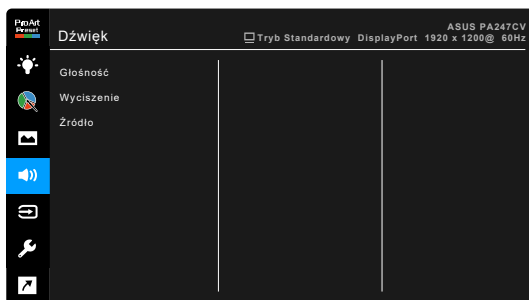 ProArt
Preset
Dźwięk
ASUS PA247CV
Tryb Standardowy DisplayPort 1920 x 1200@ 60Hz
Głośność
Wyciszenie
Źródło